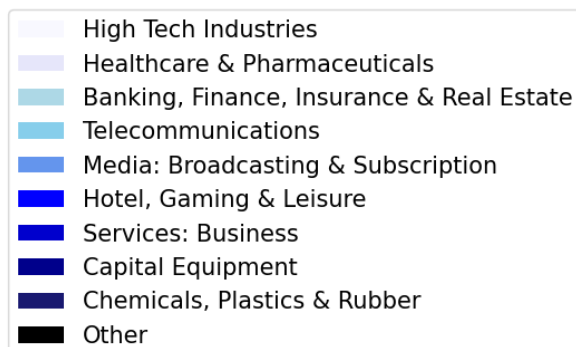 High Tech Industries
Healthcare & Pharmaceuticals
Banking, Finance, Insurance & Real Estate
Telecommunications
Media: Broadcasting & Subscription
Hotel, Gaming & Leisure
Services: Business
Capital Equipment
Chemicals, Plastics & Rubber
Other